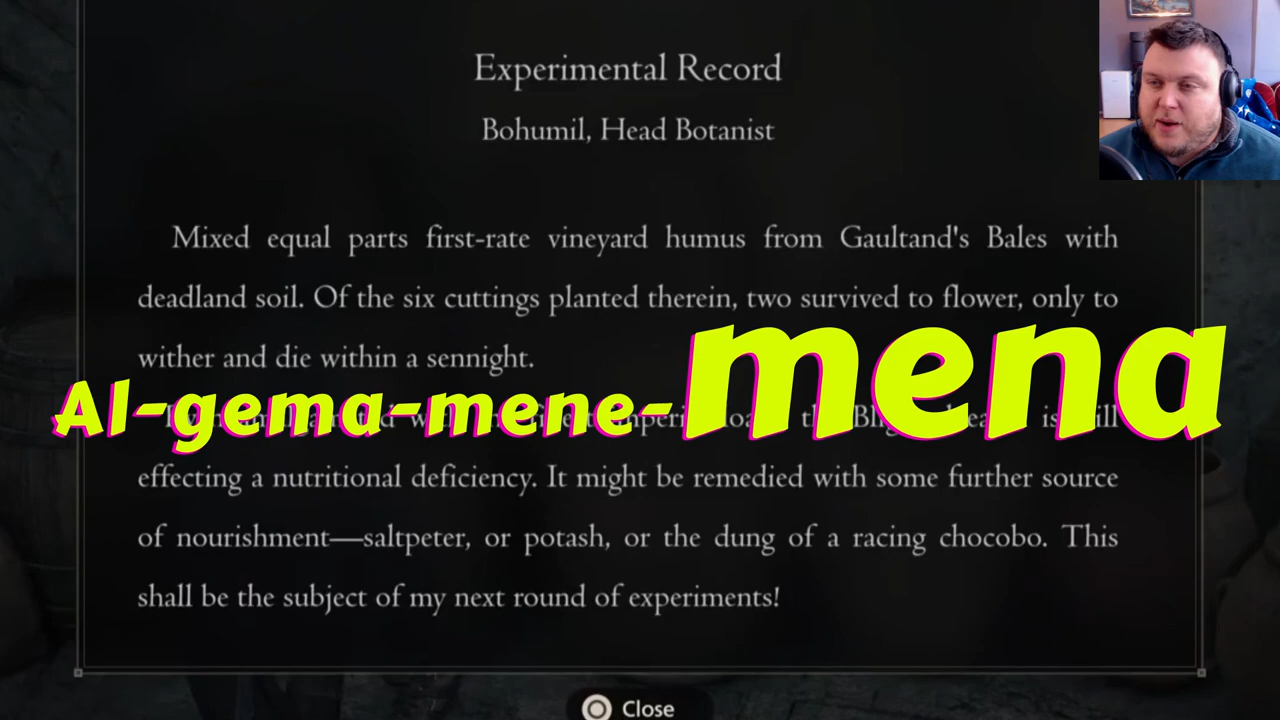 Experimental Record
Bohumil, Head Botanist
Mixed equal parts first-rate vineyard humus from Gaultand's Bales with
deadland soil. Of the six cuttings planted therein, two survived to flower, only to
wither and die within a sennight.
Al-gema-mene-mena
effecting a nutritional deficiency. It might be remedied with some further source
of nourishment—saltpeter, or potash, or the dung of a racing chocobo. This
shall be the subject of my next round of experiments!
Close